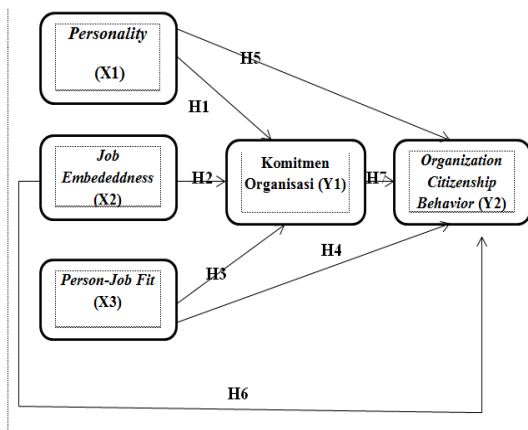 Personality
(X1)
H5
H1
Job
Embededdness
(X2)
H2
Komitmen
Organisasi (Y1)
H7
Organization
Citizenship
Behavior (Y2)
H3
H4
Person-Job Fit
(X3)
H6